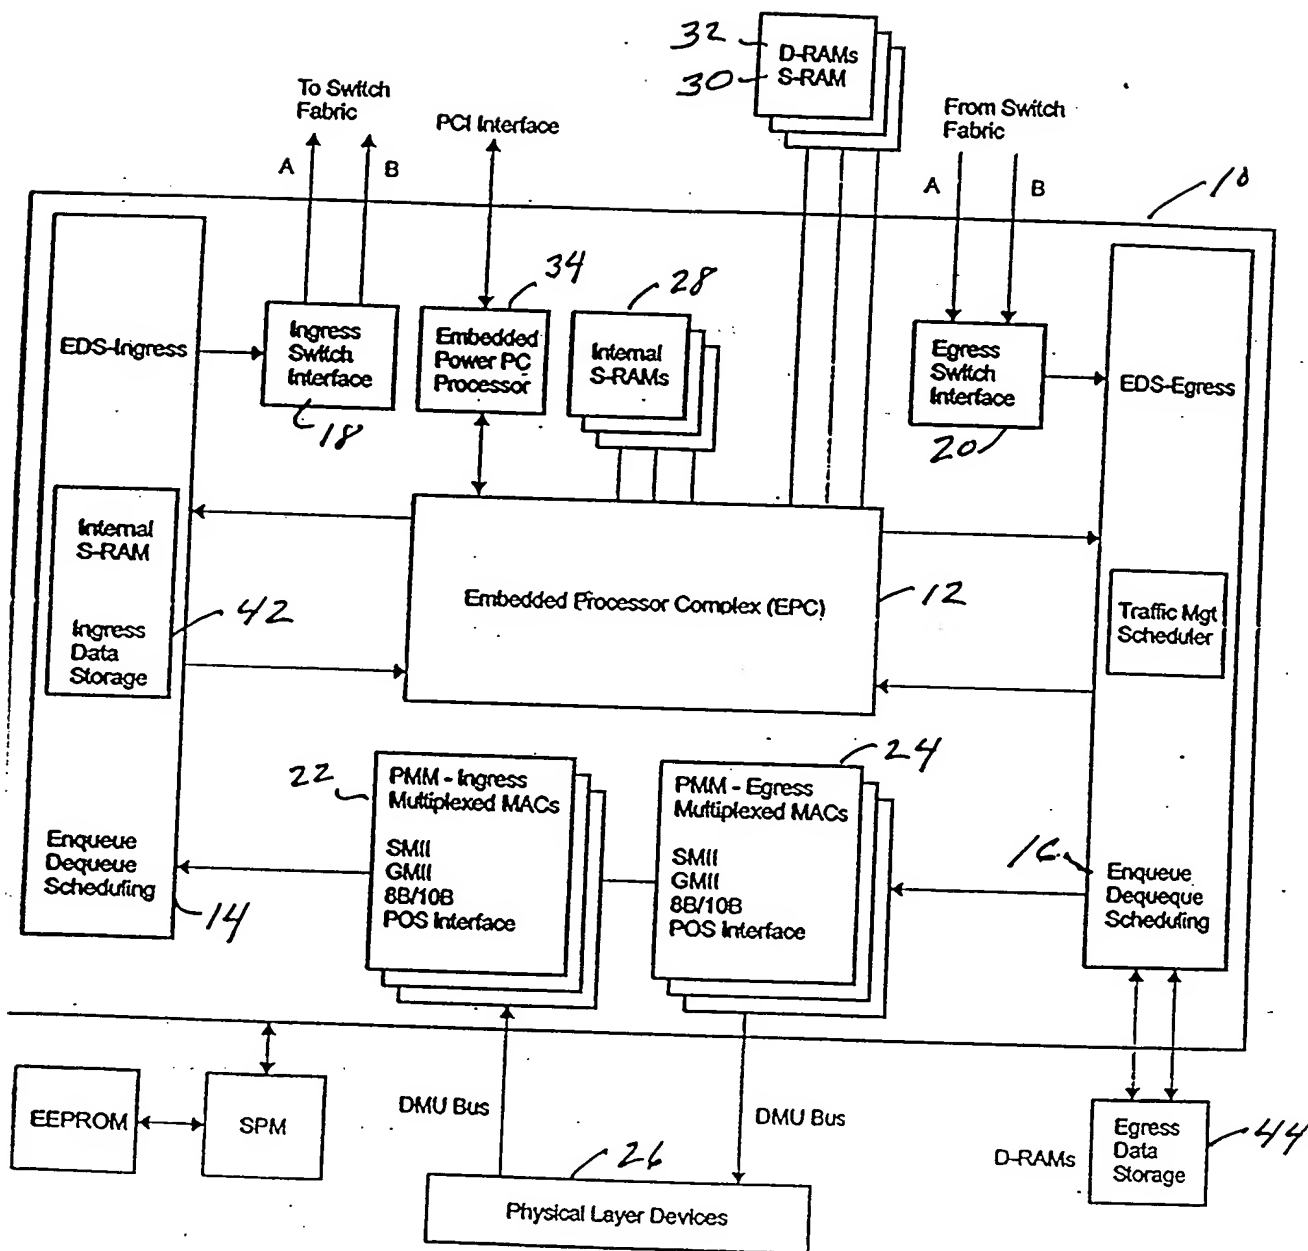 32
D-RAMs
30
S-RAM
To Switch
Fabric
PCI Interface
From Switch
Fabric
A
B
A
B
10
34
28
EDS-Ingress
Ingress
Switch
Interface
18
Embedded
Power PC
Processor
Internal
S-RAMs
Egress
Switch
Interface
20
EDS-Egress
Internal
S-RAM
Ingress
Data
Storage
42
Embedded Processor Complex (EPC)
12
Traffic Mgt
Scheduler
22
PMM - Ingress
Multiplexed MACs
SMII
GMII
8B/10B
POS Interface
24
PMM - Egress
Multiplexed MACs
SMII
GMII
8B/10B
POS Interface
Enqueue
Dequeue
Scheduling
14
16
Enqueue
Dequeque
Scheduling
EEPROM
SPM
DMU Bus
DMU Bus
D-RAMs
Egress
Data
Storage
44
26
Physical Layer Devices